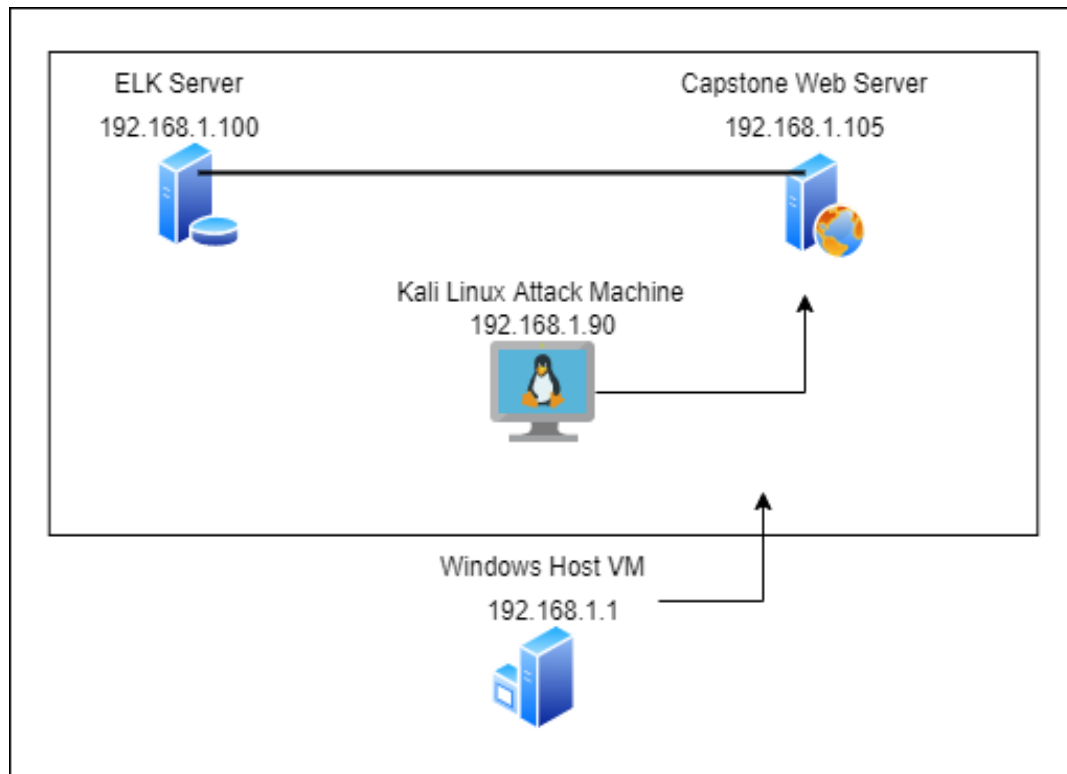 ELK Server
192.168.1.100
Capstone Web Server
192.168.1.105
Kali Linux Attack Machine
192.168.1.90
Windows Host VM
192.168.1.1